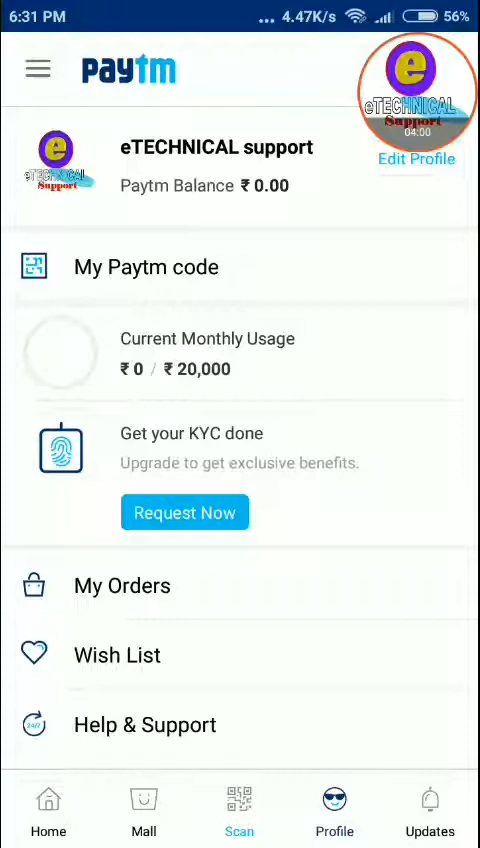 6:31 PM ... 4.47K/s 56%
paytm
e
eTECHNICAL
Support
04:00
Edit Profile
e
eTECHNICAL
Support
eTECHNICAL support
Paytm Balance ₹ 0.00
My Paytm code
Current Monthly Usage
₹ 0 / ₹ 20,000
Get your KYC done
Upgrade to get exclusive benefits.
Request Now
My Orders
Wish List
24/7
Help & Support
Home Mall Scan Profile Updates